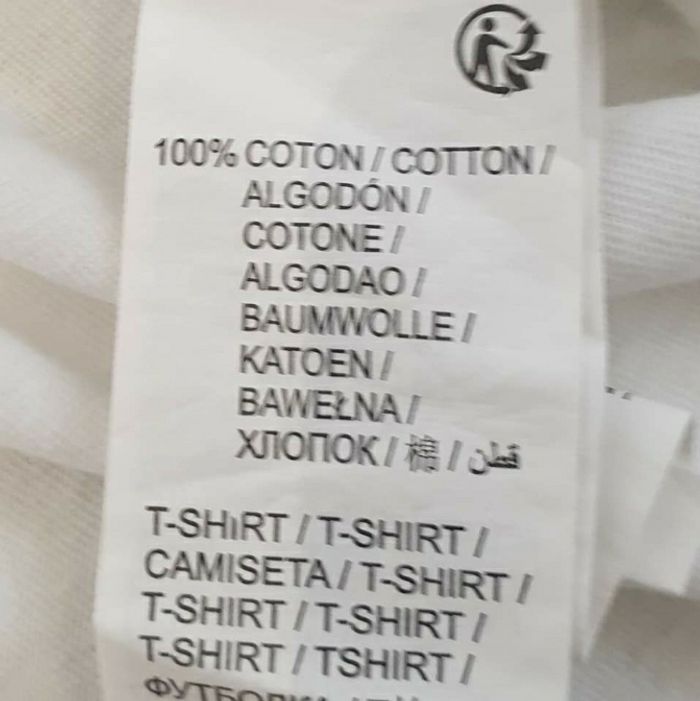 100% COTON / COTTON /
ALGODÓN /
COTONE /
ALGODAO /
BAUMWOLLE /
KATOEN /
BAWEŁNA /
ХЛОПОК / 棉 / قطن
T-SHIRT / T-SHIRT /
CAMISETA / T-SHIRT /
T-SHIRT / T-SHIRT /
T-SHIRT / TSHIRT /